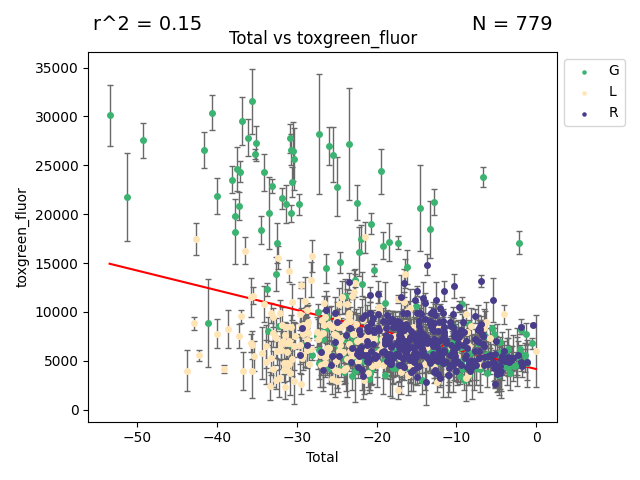 r^2 = 0.15 N = 779
Total vs toxgreen_fluor
35000
30000
25000
20000
15000
10000
5000
0
toxgreen_fluor
−50 −40 −30 −20 −10 0
Total
G
L
R